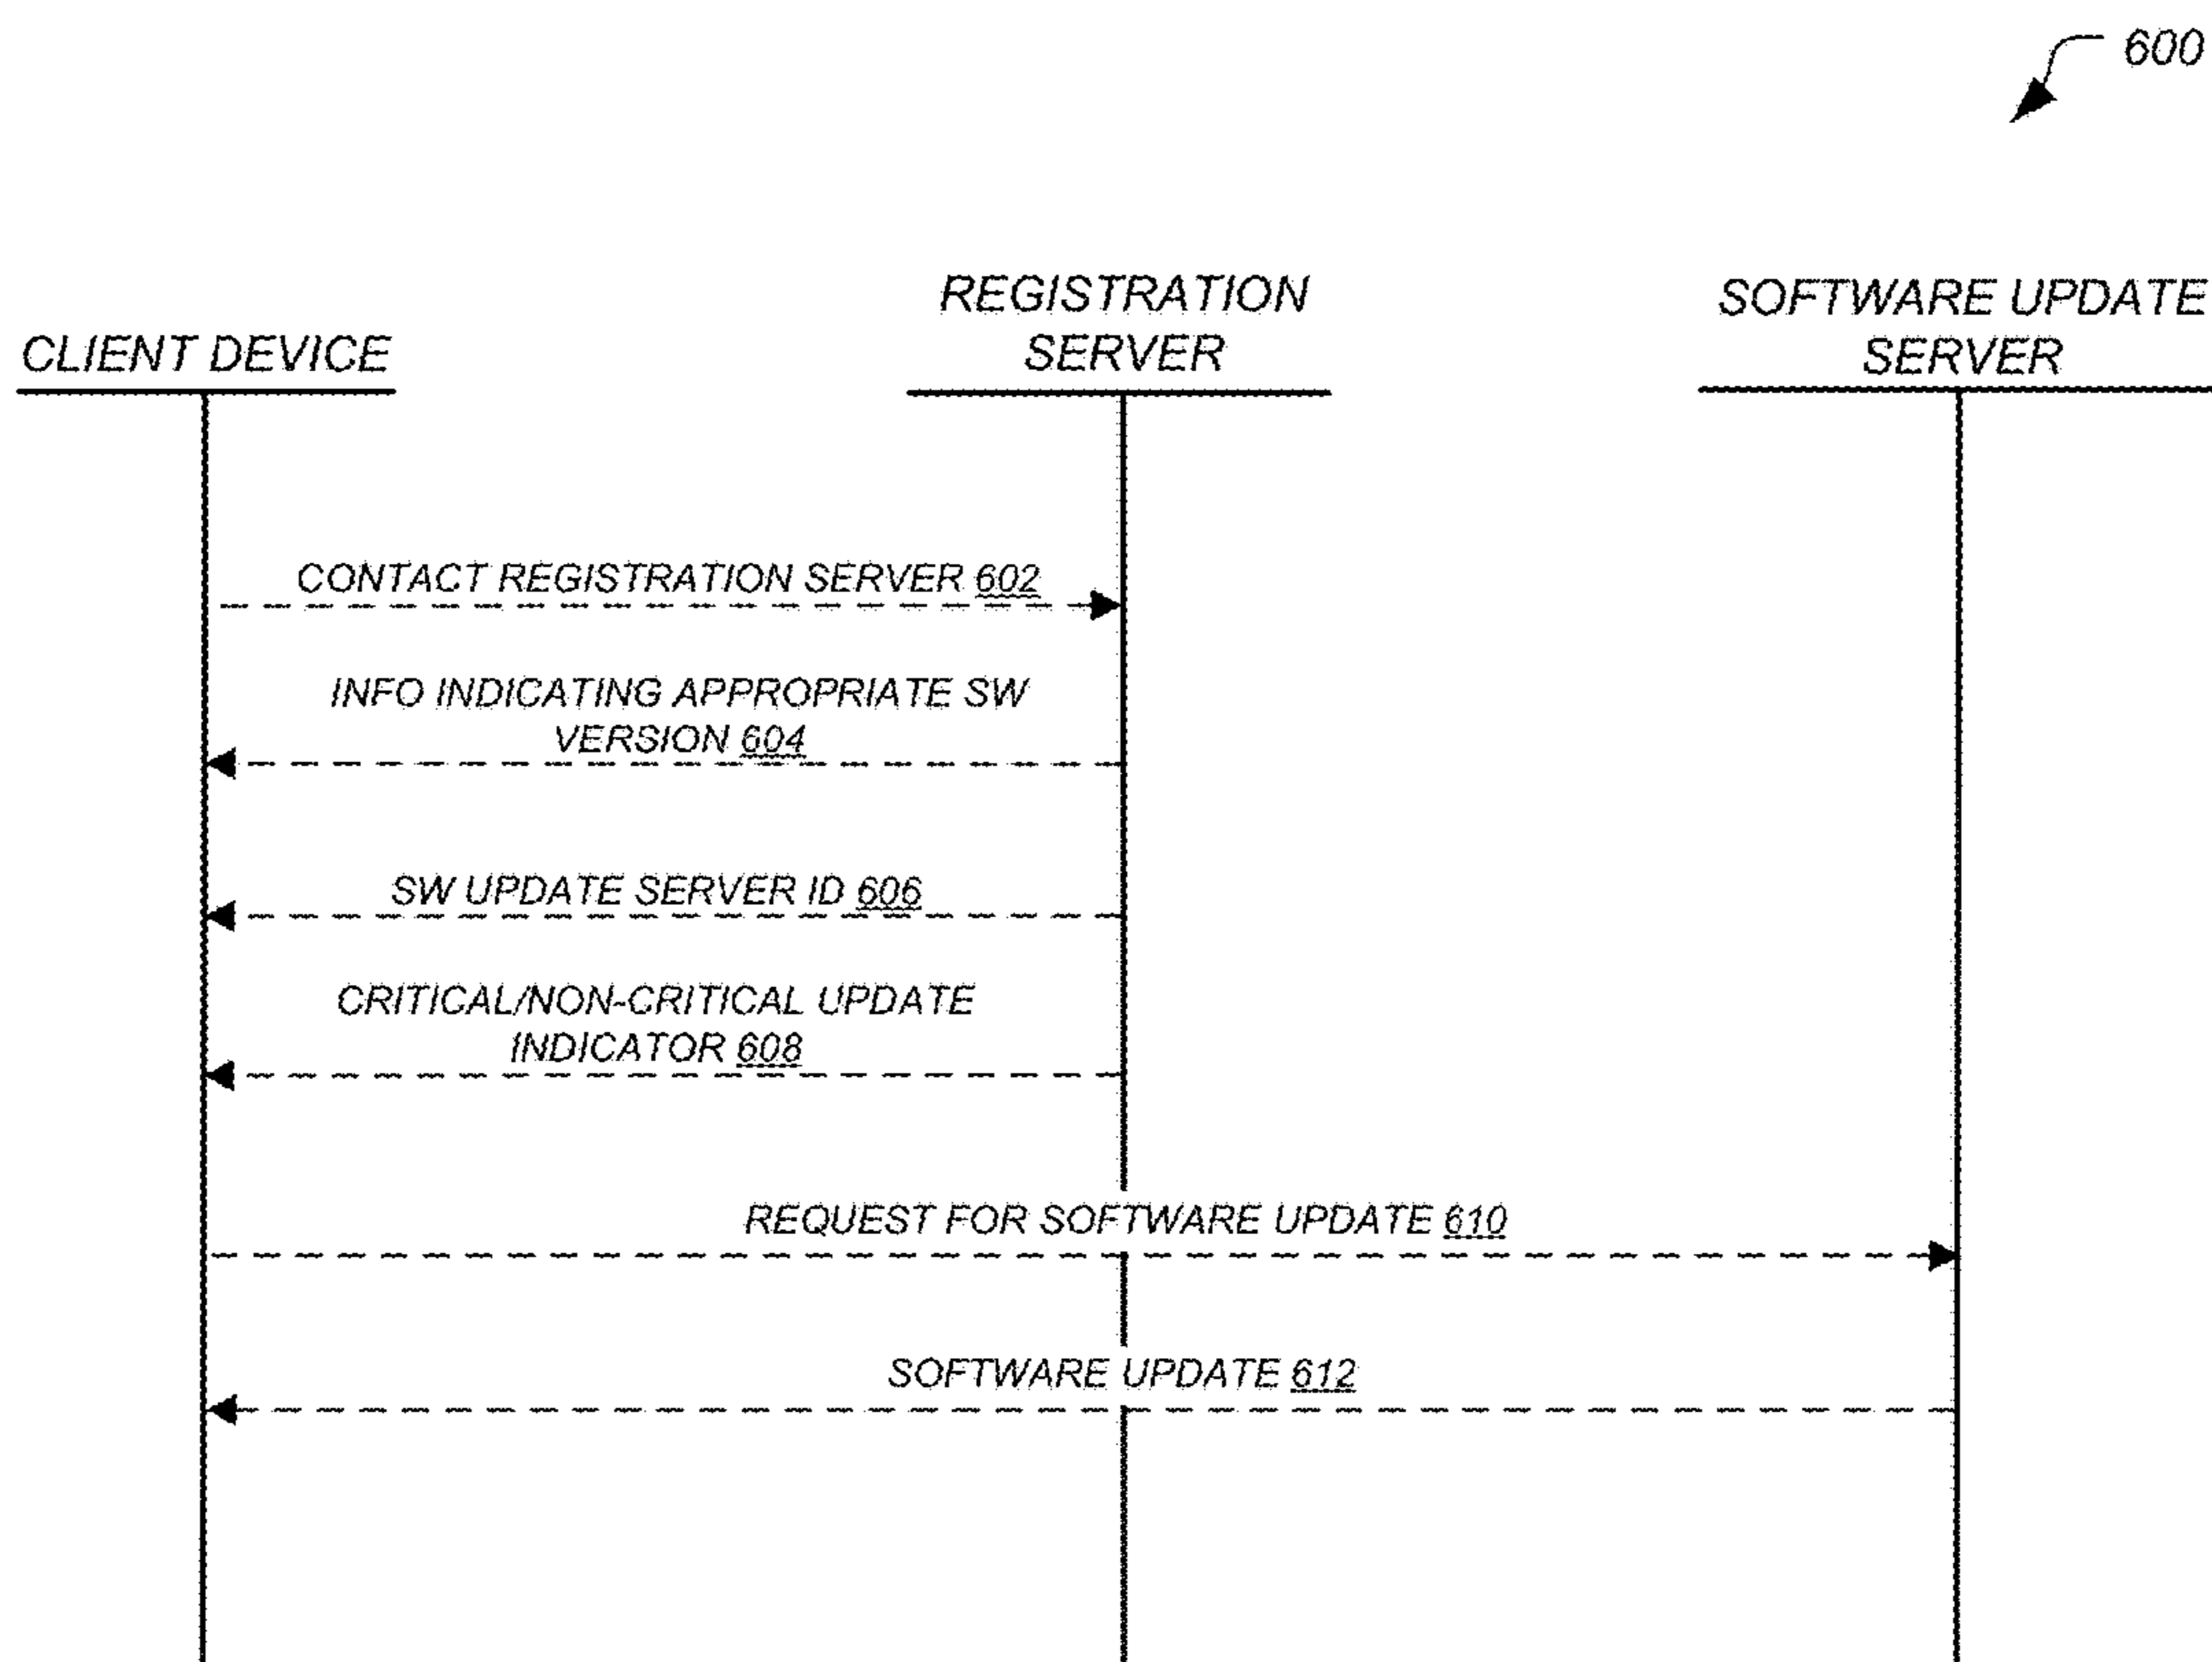 600
CLIENT DEVICE
REGISTRATION
SERVER
SOFTWARE UPDATE
SERVER
CONTACT REGISTRATION SERVER 602
INFO INDICATING APPROPRIATE SW
VERSION 604
SW UPDATE SERVER ID 606
CRITICAL/NON-CRITICAL UPDATE
INDICATOR 608
REQUEST FOR SOFTWARE UPDATE 610
SOFTWARE UPDATE 612